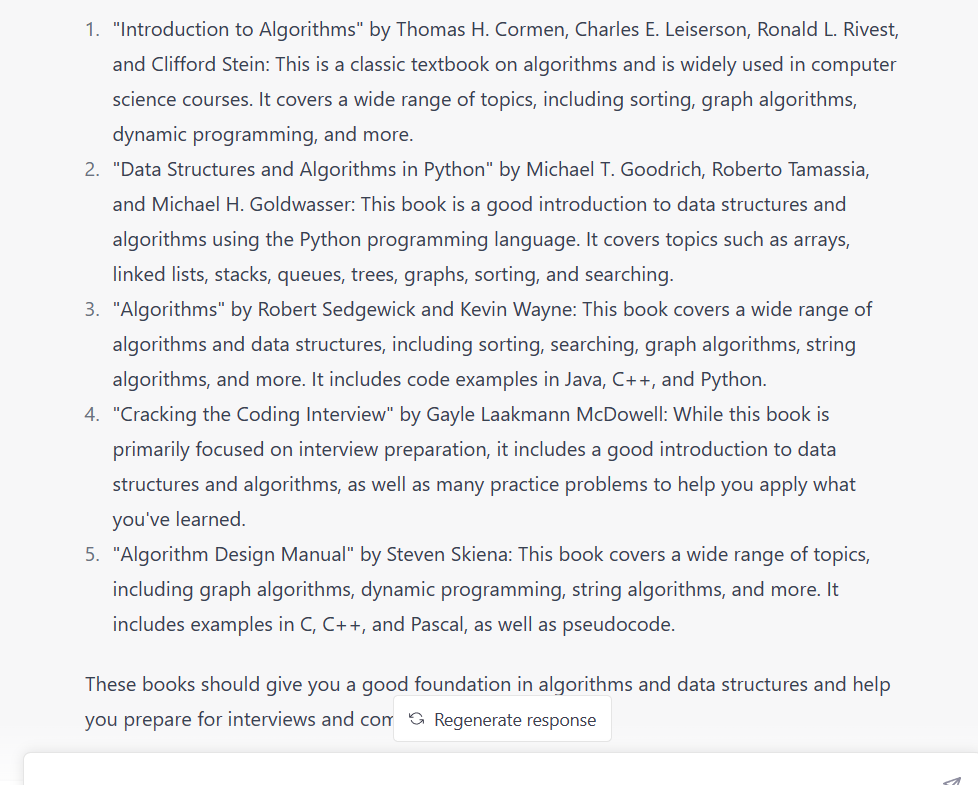 1. "Introduction to Algorithms" by Thomas H. Cormen, Charles E. Leiserson, Ronald L. Rivest,
and Clifford Stein: This is a classic textbook on algorithms and is widely used in computer
science courses. It covers a wide range of topics, including sorting, graph algorithms,
dynamic programming, and more.
2. "Data Structures and Algorithms in Python" by Michael T. Goodrich, Roberto Tamassia,
and Michael H. Goldwasser: This book is a good introduction to data structures and
algorithms using the Python programming language. It covers topics such as arrays,
linked lists, stacks, queues, trees, graphs, sorting, and searching.
3. "Algorithms" by Robert Sedgewick and Kevin Wayne: This book covers a wide range of
algorithms and data structures, including sorting, searching, graph algorithms, string
algorithms, and more. It includes code examples in Java, C++, and Python.
4. "Cracking the Coding Interview" by Gayle Laakmann McDowell: While this book is
primarily focused on interview preparation, it includes a good introduction to data
structures and algorithms, as well as many practice problems to help you apply what
you've learned.
5. "Algorithm Design Manual" by Steven Skiena: This book covers a wide range of topics,
including graph algorithms, dynamic programming, string algorithms, and more. It
includes examples in C, C++, and Pascal, as well as pseudocode.
These books should give you a good foundation in algorithms and data structures and help
you prepare for interviews and
Regenerate response